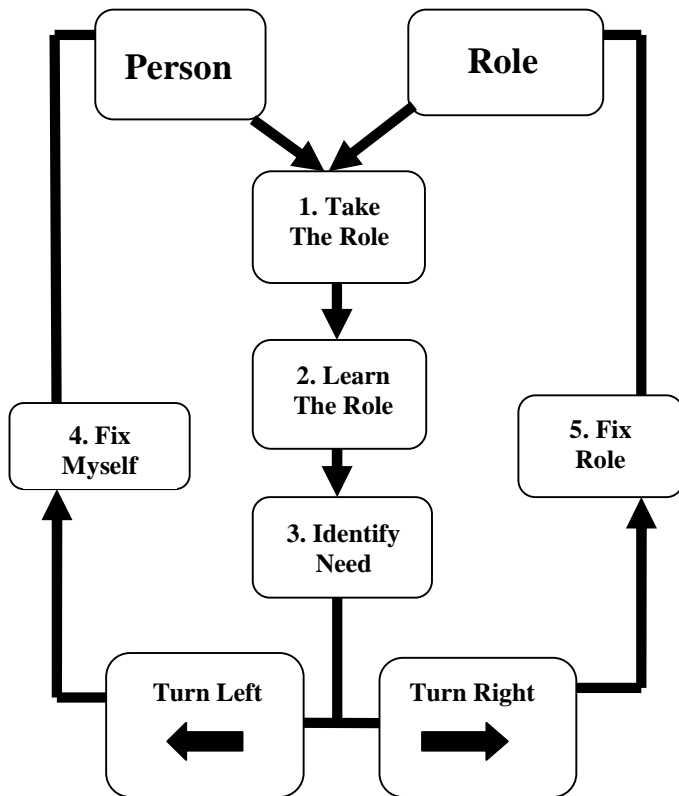 Person
Role
1. Take
The Role
2. Learn
The Role
4. Fix
Myself
5. Fix
Role
3. Identify
Need
Turn Left
Turn Right